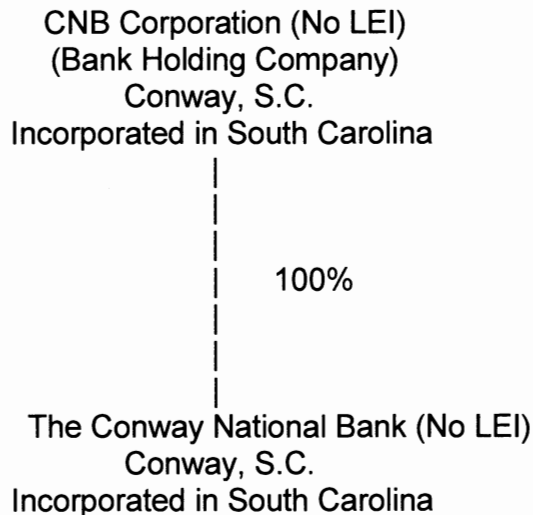 CNB Corporation (No LEI)
(Bank Holding Company)
Conway, S.C.
Incorporated in South Carolina
100%
The Conway National Bank (No LEI)
Conway, S.C.
Incorporated in South Carolina